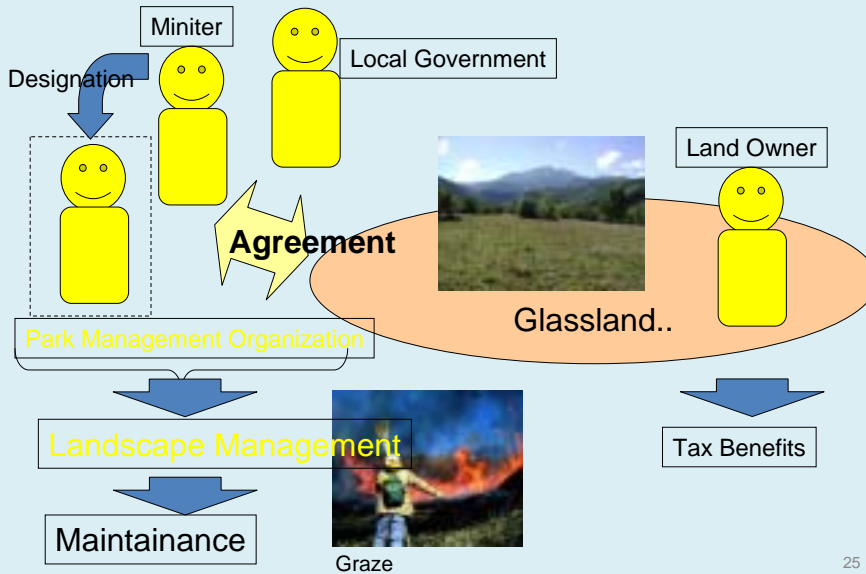 Miniter
Local Government
Designation
Land Owner
Agreement
Glassland..
Park Management Organization
Landscape Management
Tax Benefits
Maintainance
Graze
25